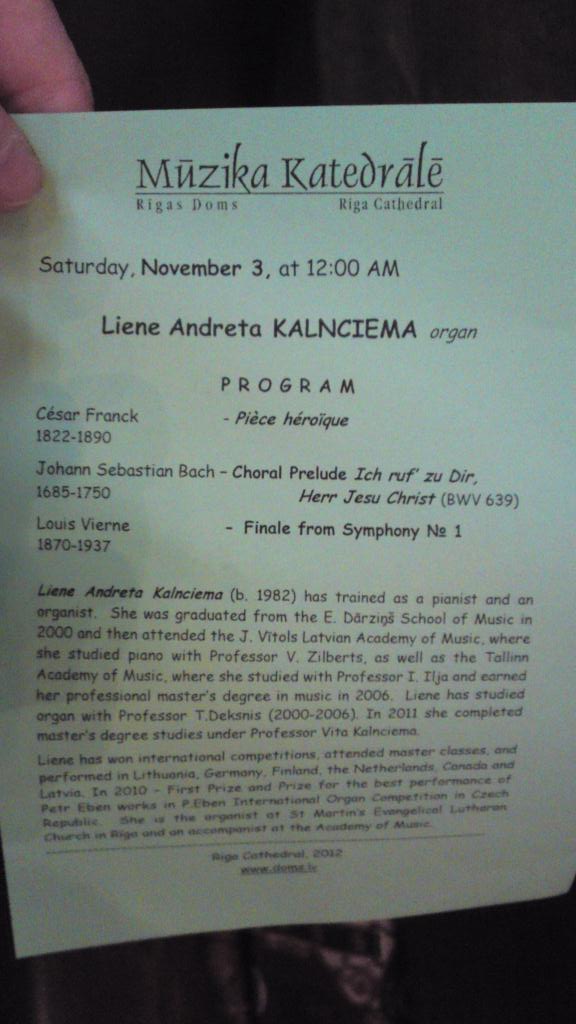 Mūzika Katedrālē
Rīgas Doms Riga Cathedral
Saturday, November 3, at 12:00 AM
Liene Andreta KALNCIEMA organ
PROGRAM
César Franck - Pièce héroïque
1822-1890
Johann Sebastian Bach – Choral Prelude Ich ruf' zu Dir,
1685-1750 Herr Jesu Christ (BWV 639)
Louis Vierne – Finale from Symphony № 1
1870-1937
Liene Andreta Kalnciema (b. 1982) has trained as a pianist and an
organist. She was graduated from the E. Dārziņš School of Music in
2000 and then attended the J. Vītols Latvian Academy of Music, where
she studied piano with Professor V. Zilberts, as well as the Tallinn
Academy of Music, where she studied with Professor I. Ilja and earned
her professional master's degree in music in 2006. Liene has studied
organ with Professor T.Deksnis (2000-2006). In 2011 she completed
master's degree studies under Professor Vita Kalnciema.
Liene has won international competitions, attended master classes, and
performed in Lithuania, Germany, Finland, the Netherlands, Canada and
Latvia. In 2010 - First Prize and Prize for the best performance of
Petr Eben works in P.Eben International Organ Competition in Czech
Republic. She is the organist at St Martin's Evangelical Lutheran
Church in Riga and an accompanist at the Academy of Music.
Riga Cathedral, 2012
www.doms.lv